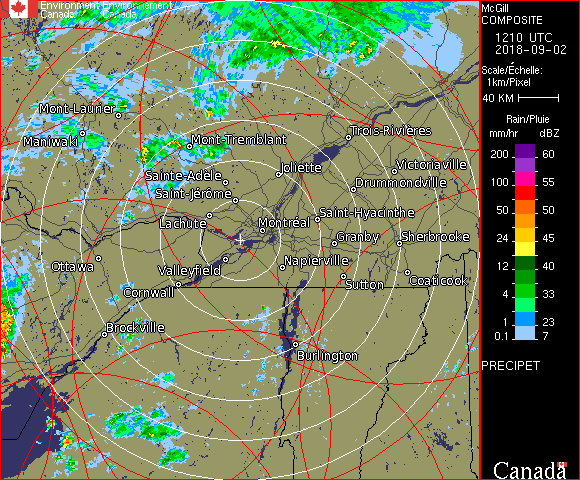 Environment Environnement
Canada Canada
McGill
COMPOSITE
1210 UTC
2018-09-02
Scale/Échelle:
1km/Pixel
40 KM
Rain/Pluie
mm/hr dBZ
200 60
100 55
50 50
24 45
12 40
4 33
1 23
0.1 7
PRECIPET
Canada
Mont-Laurier
Maniwaki
Mont-Tremblant
Trois-Rivières
Joliette
Victoriaville
Sainte-Adèle
Drummondville
Saint-Jérôme
Lachute
Saint-Hyacinthe
Montréal
Granby
Sherbrooke
Ottawa
Valleyfield
Napierville
Coaticook
Cornwall
Sutton
Brockville
Burlington